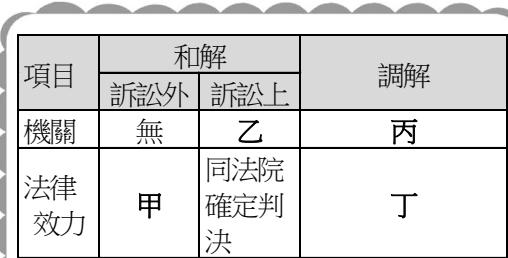 項目 和解 調解
訴訟外 訴訟上
機關 無 乙 丙
法律效力 甲 同法院確定判決 丁